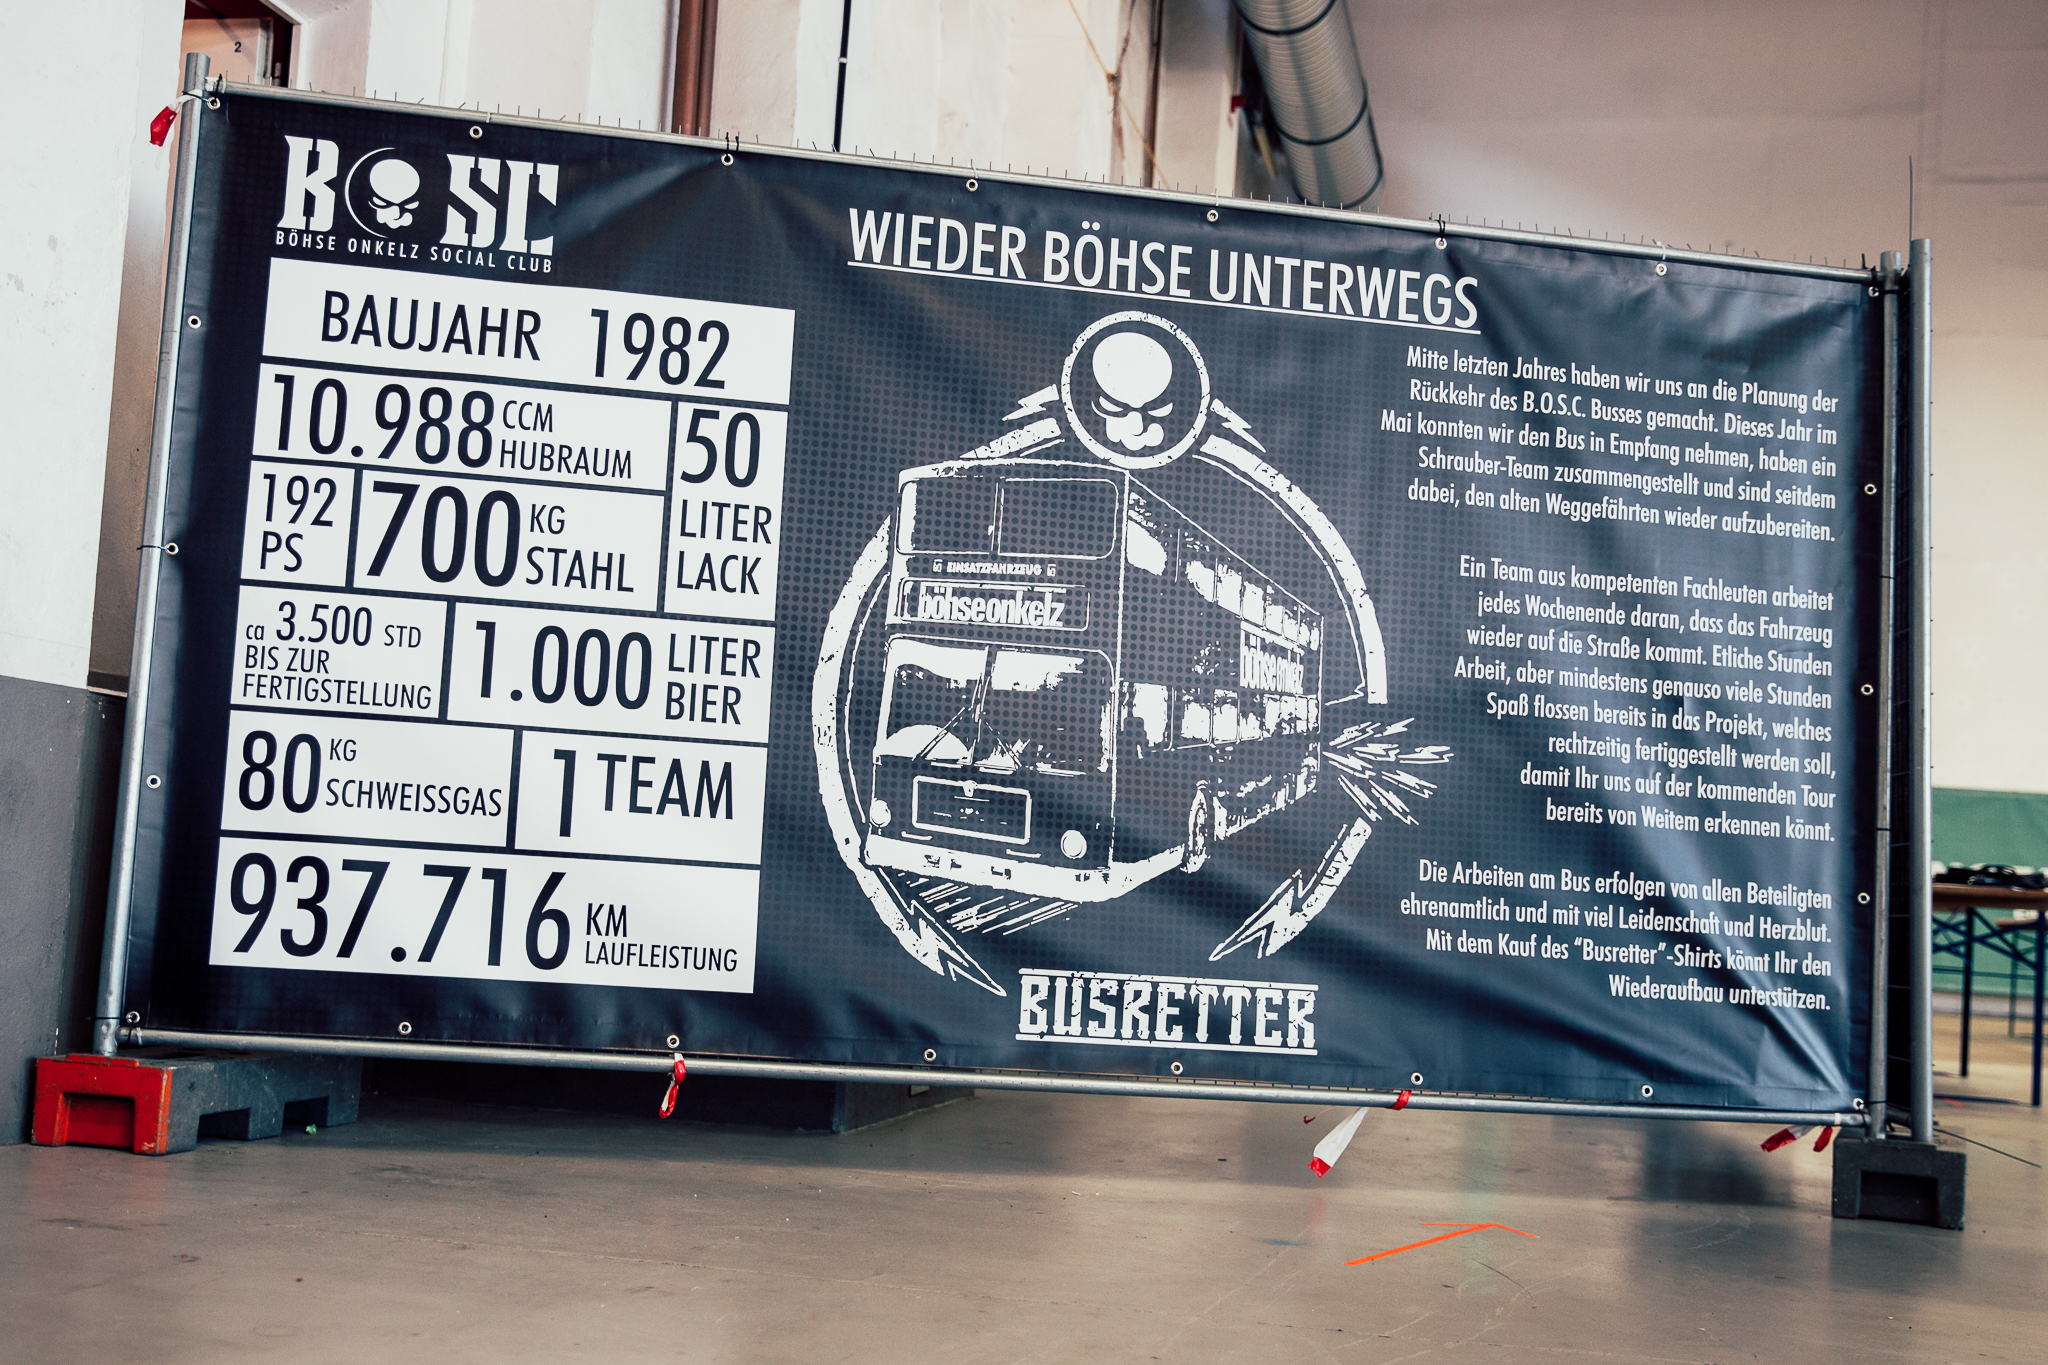 2
B SC
BÖHSE ONKELZ SOCIAL CLUB
BAUJAHR 1982
10.988 CCM
HUBRAUM
50
LITER
LACK
192
PS
700 KG
STAHL
ca 3.500 STD
BIS ZUR
FERTIGSTELLUNG
1.000 LITER
BIER
80 KG
SCHWEISSGAS
1 TEAM
937.716 KM
LAUFLEISTUNG
WIEDER BÖHSE UNTERWEGS
EINSATZFAHRZEUG
böhseonkelz
böhseonkelz
BUSRETTER
Mitte letzten Jahres haben wir uns an die Planung der
Rückkehr des B.O.S.C. Busses gemacht. Dieses Jahr im
Mai konnten wir den Bus in Empfang nehmen, haben ein
Schrauber-Team zusammengestellt und sind seitdem
dabei, den alten Weggefährten wieder aufzubereiten.
Ein Team aus kompetenten Fachleuten arbeitet
jedes Wochenende daran, dass das Fahrzeug
wieder auf die Straße kommt. Etliche Stunden
Arbeit, aber mindestens genauso viele Stunden
Spaß flossen bereits in das Projekt, welches
rechtzeitig fertiggestellt werden soll,
damit Ihr uns auf der kommenden Tour
bereits von Weitem erkennen könnt.
Die Arbeiten am Bus erfolgen von allen Beteiligten
ehrenamtlich und mit viel Leidenschaft und Herzblut.
Mit dem Kauf des “Busretter”-Shirts könnt Ihr den
Wiederaufbau unterstützen.